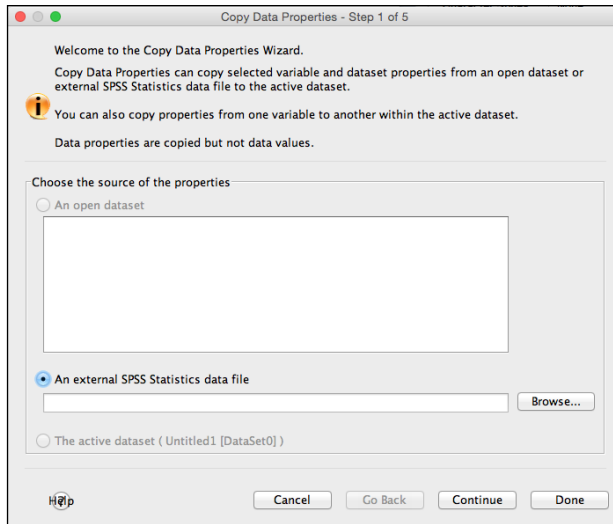 Copy Data Properties - Step 1 of 5
Welcome to the Copy Data Properties Wizard.
Copy Data Properties can copy selected variable and dataset properties from an open dataset or
external SPSS Statistics data file to the active dataset.
You can also copy properties from one variable to another within the active dataset.
Data properties are copied but not data values.
Choose the source of the properties
An open dataset
An external SPSS Statistics data file
Browse...
The active dataset ( Untitled1 [DataSet0] )
Help
Cancel
Go Back
Continue
Done